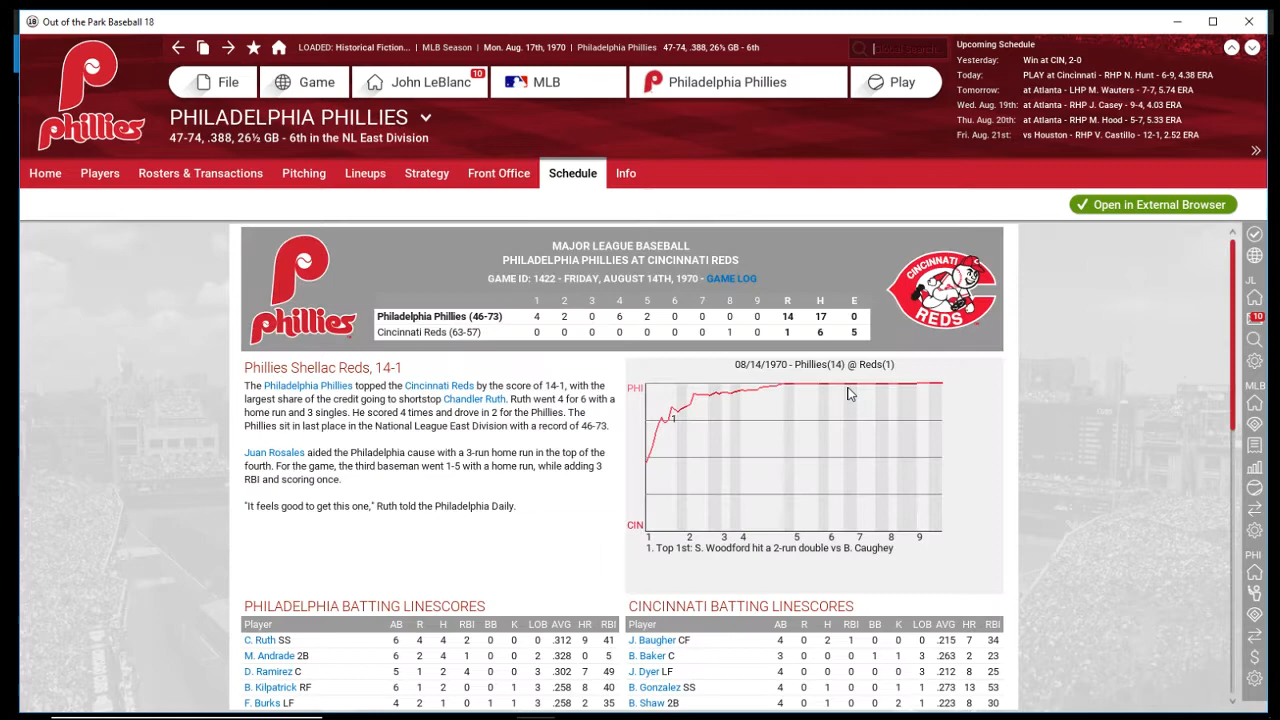 Out of the Park Baseball 18
LOADED: Historical Fiction... MLB Season Mon. Aug. 17th, 1970 Philadelphia Phillies 47-74, .388, 26½ GB - 6th
Global Search...
File Game John LeBlanc 10 MLB Philadelphia Phillies Play
phillies
PHILADELPHIA PHILLIES
47-74, .388, 26½ GB - 6th in the NL East Division
Upcoming Schedule
Yesterday: Win at CIN, 2-0
Today: PLAY at Cincinnati - RHP N. Hunt - 6-9, 4.38 ERA
Tomorrow: at Atlanta - LHP M. Wauters - 7-7, 5.74 ERA
Wed. Aug. 19th: at Atlanta - RHP J. Casey - 9-4, 4.03 ERA
Thu. Aug. 20th: at Atlanta - RHP M. Hood - 5-7, 5.33 ERA
Fri. Aug. 21st: vs Houston - RHP V. Castillo - 12-1, 2.52 ERA
Home Players Rosters & Transactions Pitching Lineups Strategy Front Office Schedule Info
Open in External Browser
phillies
MAJOR LEAGUE BASEBALL
PHILADELPHIA PHILLIES AT CINCINNATI REDS
GAME ID: 1422 - FRIDAY, AUGUST 14TH, 1970 - GAME LOG
1 2 3 4 5 6 7 8 9 R H E
Philadelphia Phillies (46-73) 4 2 0 6 2 0 0 0 0 14 17 0
Cincinnati Reds (63-57) 0 0 0 0 0 0 0 1 0 1 6 5
CINCINNATI
REDS
Phillies Shellac Reds, 14-1
The Philadelphia Phillies topped the Cincinnati Reds by the score of 14-1, with the
largest share of the credit going to shortstop Chandler Ruth. Ruth went 4 for 6 with a
home run and 3 singles. He scored 4 times and drove in 2 for the Phillies. The
Phillies sit in last place in the National League East Division with a record of 46-73.
Juan Rosales aided the Philadelphia cause with a 3-run home run in the top of the
fourth. For the game, the third baseman went 1-5 with a home run, while adding 3
RBI and scoring once.
"It feels good to get this one," Ruth told the Philadelphia Daily.
08/14/1970 - Phillies(14) @ Reds(1)
PHI
1
CIN
1 2 3 4 5 6 7 8 9
1. Top 1st: S. Woodford hit a 2-run double vs B. Caughey
PHILADELPHIA BATTING LINESCORES
Player AB R H RBI BB K LOB AVG HR RBI
C. Ruth SS 6 4 4 2 0 0 0 .312 9 41
M. Andrade 2B 6 2 4 1 0 0 2 .328 0 5
D. Ramirez C 5 1 2 4 0 0 3 .302 7 49
B. Kilpatrick RF 6 1 2 0 0 1 3 .258 8 40
F. Burks LF 4 2 1 0 1 1 3 .258 2 35
CINCINNATI BATTING LINESCORES
Player AB R H RBI BB K LOB AVG HR RBI
J. Baugher CF 4 0 2 1 0 0 0 .215 7 34
B. Baker C 3 0 0 0 1 1 3 .263 2 23
J. Dyer LF 4 0 0 0 0 0 3 .212 8 25
B. Gonzalez SS 4 0 1 0 0 1 1 .273 13 53
B. Shaw 2B 4 0 1 0 0 2 1 .223 8 30
JL
10
MLB
PHI